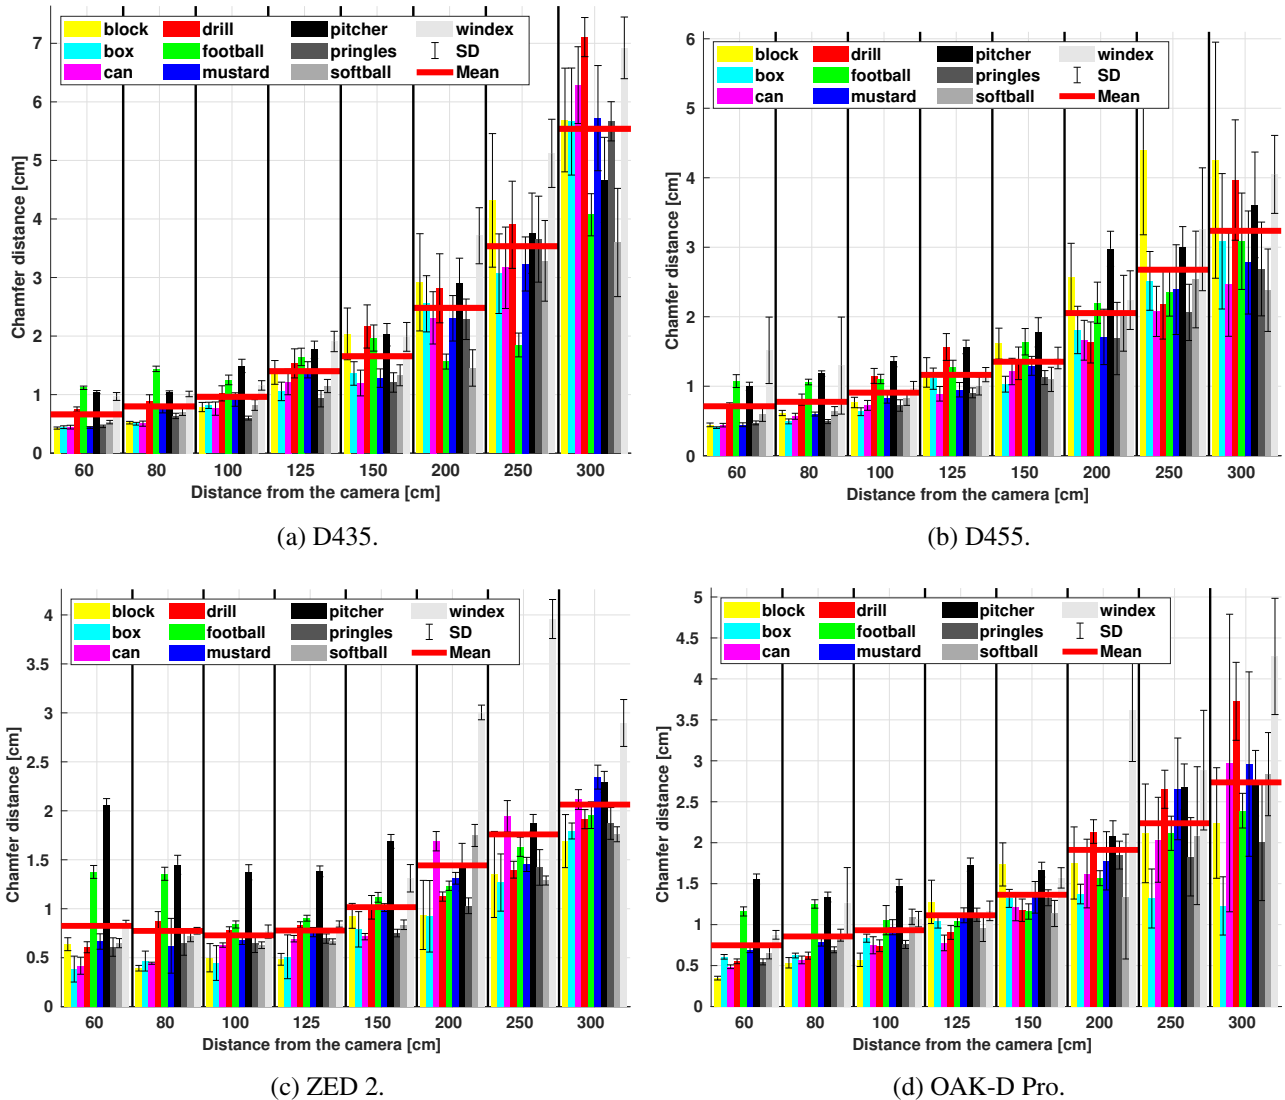 block drill pitcher windex
box football pringles SD
can mustard softball Mean
Chamfer distance [cm]
7
6
5
4
3
2
1
0
60 80 100 125 150 200 250 300
Distance from the camera [cm]
(a) D435.
block drill pitcher windex
box football pringles SD
can mustard softball Mean
Chamfer distance [cm]
6
5
4
3
2
1
0
60 80 100 125 150 200 250 300
Distance from the camera [cm]
(b) D455.
block drill pitcher windex
box football pringles SD
can mustard softball Mean
Chamfer distance [cm]
4
3.5
3
2.5
2
1.5
1
0.5
0
60 80 100 125 150 200 250 300
Distance from the camera [cm]
(c) ZED 2.
block drill pitcher windex
box football pringles SD
can mustard softball Mean
Chamfer distance [cm]
5
4.5
4
3.5
3
2.5
2
1.5
1
0.5
0
60 80 100 125 150 200 250 300
Distance from the camera [cm]
(d) OAK-D Pro.